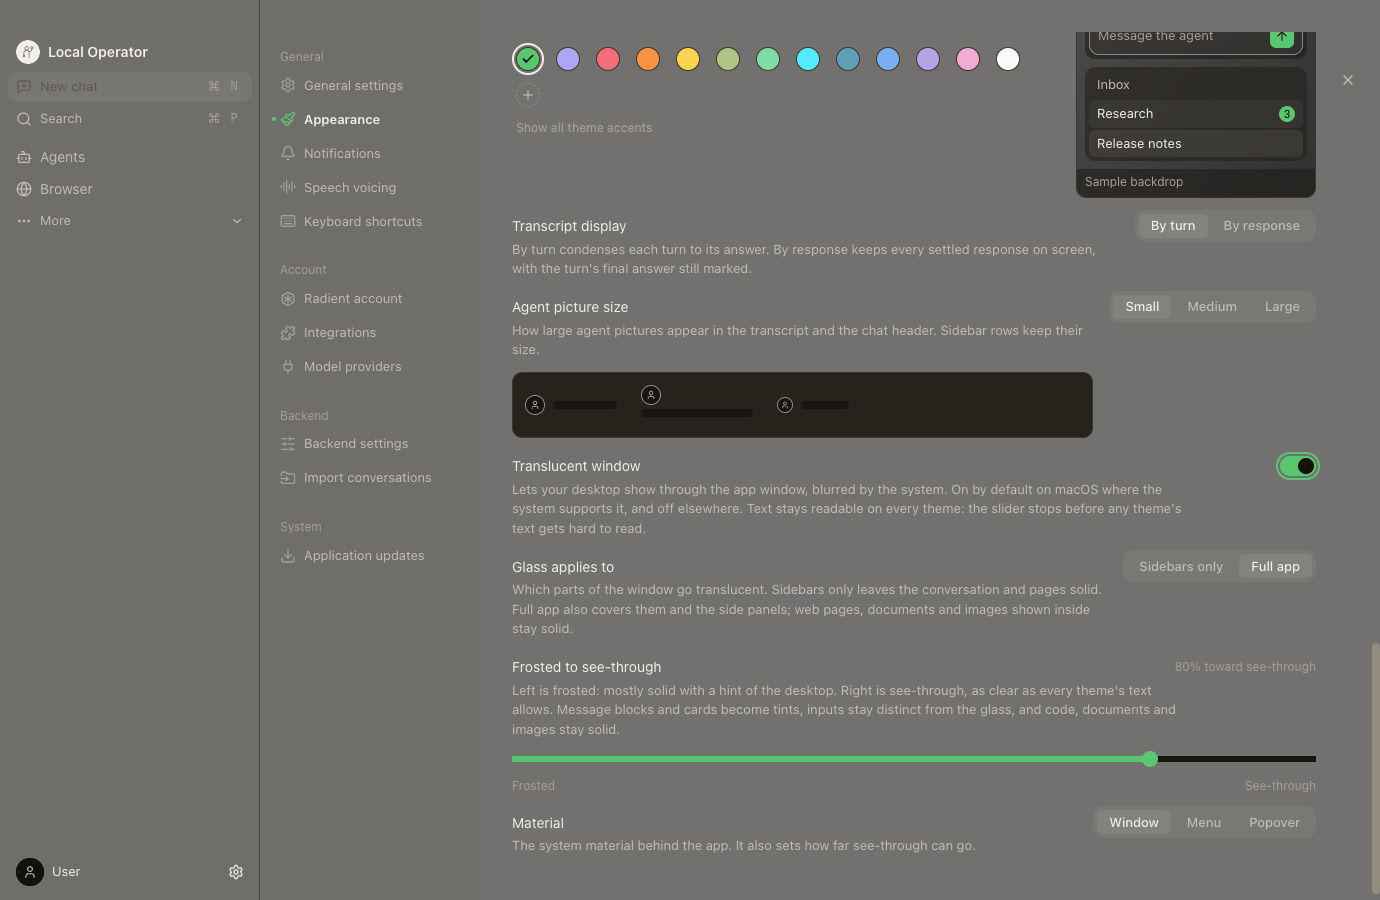 Local Operator
New chat ⌘ N
Search ⌘ P
Agents
Browser
More
User
General
General settings
Appearance
Notifications
Speech voicing
Keyboard shortcuts
Account
Radient account
Integrations
Model providers
Backend
Backend settings
Import conversations
System
Application updates
Show all theme accents
Message the agent
Inbox
Research 3
Release notes
Sample backdrop
Transcript display
By turn By response
By turn condenses each turn to its answer. By response keeps every settled response on screen,
with the turn's final answer still marked.
Agent picture size
Small Medium Large
How large agent pictures appear in the transcript and the chat header. Sidebar rows keep their
size.
Translucent window
Lets your desktop show through the app window, blurred by the system. On by default on macOS where the
system supports it, and off elsewhere. Text stays readable on every theme: the slider stops before any theme's
text gets hard to read.
Glass applies to
Sidebars only Full app
Which parts of the window go translucent. Sidebars only leaves the conversation and pages solid.
Full app also covers them and the side panels; web pages, documents and images shown inside
stay solid.
Frosted to see-through
80% toward see-through
Left is frosted: mostly solid with a hint of the desktop. Right is see-through, as clear as every theme's text
allows. Message blocks and cards become tints, inputs stay distinct from the glass, and code, documents and
images stay solid.
Frosted See-through
Material
Window Menu Popover
The system material behind the app. It also sets how far see-through can go.